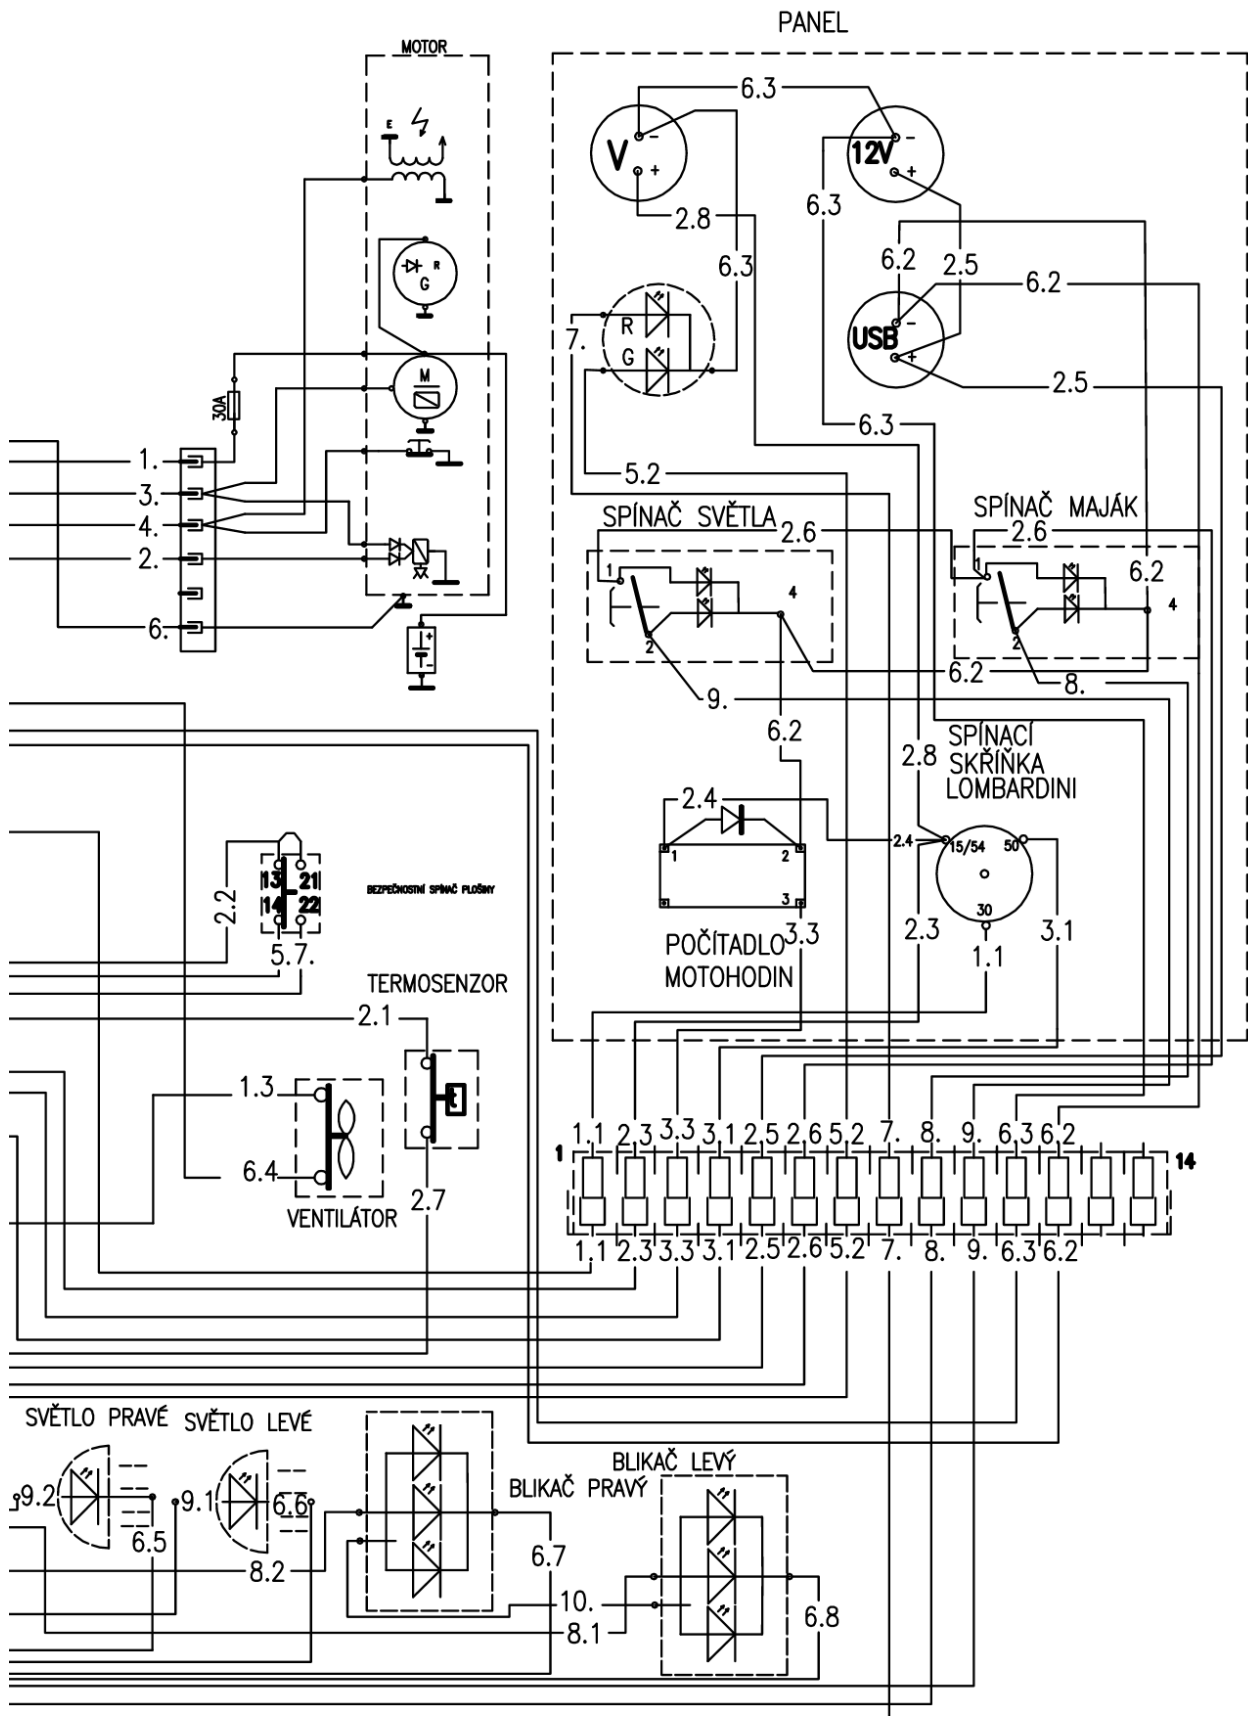 PANEL
MOTOR
6.3
E
V
-
+
12V
-
+
6.3
2.8
6.3
6.2
2.5
6.2
R
G
USB
-
+
7.
R
G
2.5
M
30A
6.3
1.
3.
4.
2.
6.
+
-
5.2
SPÍNAČ SVĚTLA
2.6
SPÍNAČ MAJÁK
2.6
1
4
2
1
6.2
4
2
6.2
8.
9.
6.2
2.8
SPÍNACÍ
SKŘÍŇKA
LOMBARDINI
2.4
2.4
15/54
50
30
1
2
3
13
21
14
22
2.2
5.7.
BEZPEČNOSTNÍ SPÍNAČ PLOŠINY
POČÍTADLO
MOTOHODIN
3.3
2.3
1.1
3.1
TERMOSENZOR
2.1
1.3
6.4
VENTILÁTOR
2.7
1.1 2.3 3.3 3.1 2.5 2.6 5.2 7. 8. 9. 6.3 6.2
1
14
1.1 2.3 3.3 3.1 2.5 2.6 5.2 7. 8. 9. 6.3 6.2
SVĚTLO PRAVÉ
SVĚTLO LEVÉ
BLIKAČ LEVÝ
BLIKAČ PRAVÝ
9.2
6.5
9.1
6.6
8.2
6.7
10.
8.1
6.8